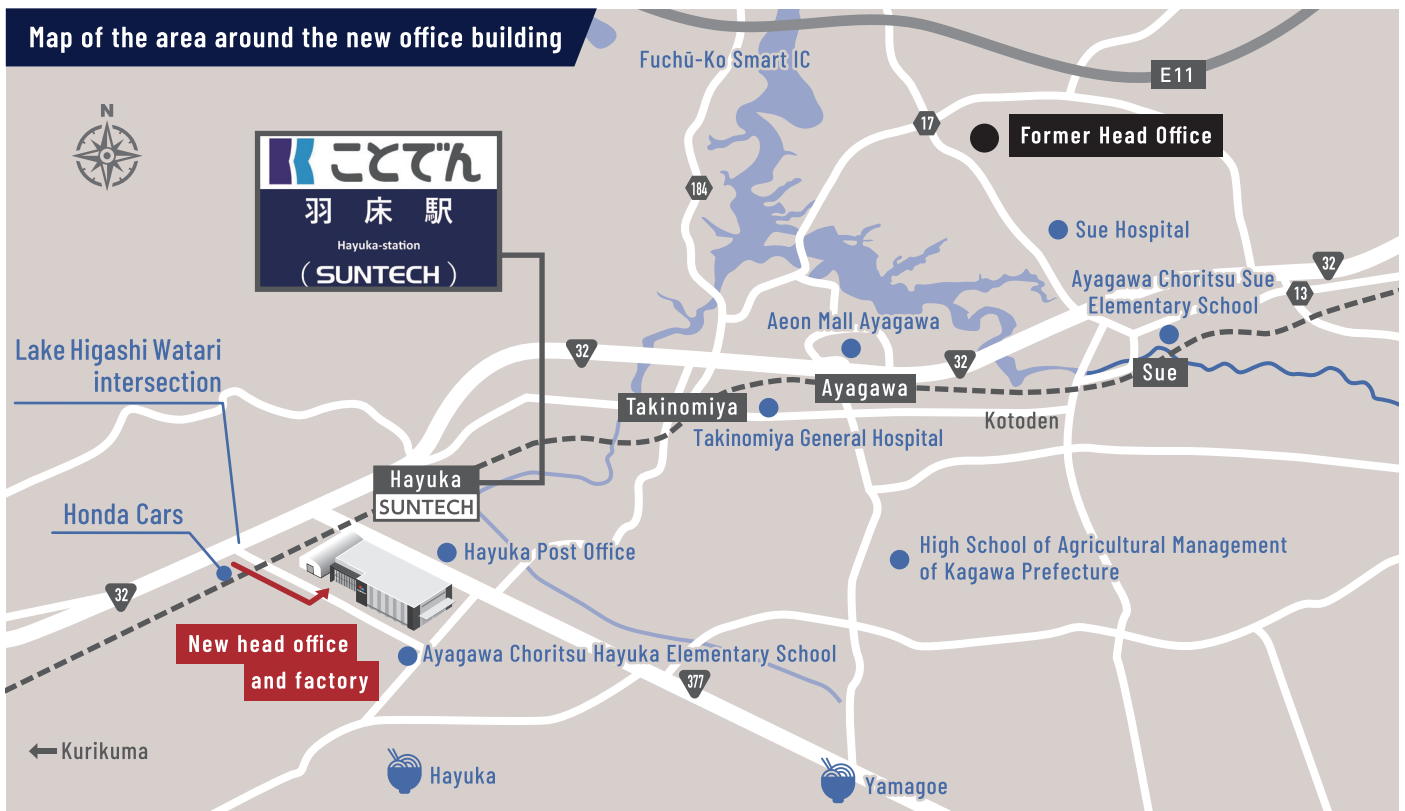 Map of the area around the new office building
Fuchū-Ko Smart IC
E11
N
17
Former Head Office
ことでん
184
羽床駅
Hayuka-station
(SUNTECH)
Sue Hospital
32
Ayagawa Choritsu Sue
Elementary School
13
Aeon Mall Ayagawa
Lake Higashi Watari
intersection
32
32
Sue
Ayagawa
Takinomiya
Kotoden
Takinomiya General Hospital
Hayuka
SUNTECH
Honda Cars
Hayuka Post Office
High School of Agricultural Management
of Kagawa Prefecture
32
New head office
and factory
Ayagawa Choritsu Hayuka Elementary School
377
Kurikuma
Hayuka
Yamagoe